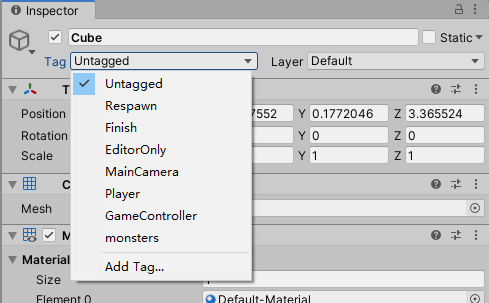 Inspector
Cube
Static
Tag Untagged
Layer Default
Untagged
Respawn
Finish
EditorOnly
MainCamera
Player
GameController
monsters
Add Tag...
T
Position
7552 Y 0.1772046 Z 3.365524
Rotation
Y 0 Z 0
Scale
Y 1 Z 1
C
Mesh
M
Material
Size
Element 0
Default-Material